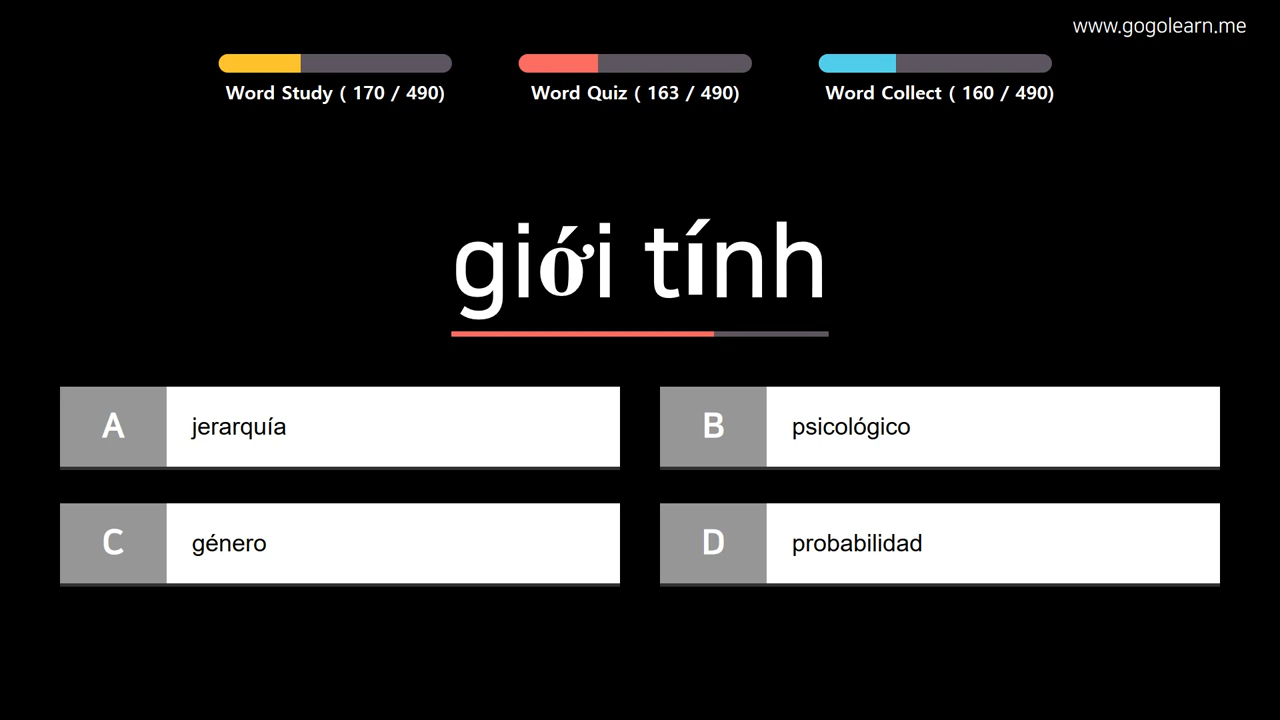 www.gogolearn.me
Word Study ( 170 / 490)
Word Quiz ( 163 / 490)
Word Collect ( 160 / 490)
giới tính
A jerarquía
B psicológico
C género
D probabilidad